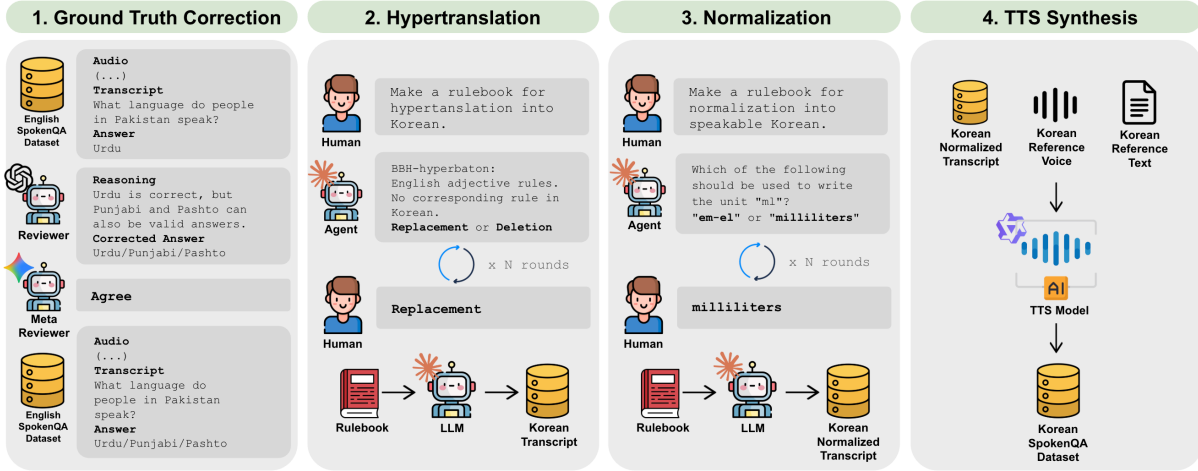 1. Ground Truth Correction
Audio
(...)
Transcript
What language do people
in Pakistan speak?
Answer
Urdu
English
SpokenQA
Dataset
Reasoning
Urdu is correct, but
Punjabi and Pashto can
also be valid answers.
Corrected Answer
Urdu/Punjabi/Pashto
Reviewer
Agree
Meta
Reviewer
Audio
(...)
Transcript
What language do
people in Pakistan
speak?
Answer
Urdu/Punjabi/Pashto
English
SpokenQA
Dataset
2. Hypertranslation
Make a rulebook for
hypertanslation into
Korean.
Human
BBH-hyperbaton:
English adjective rules.
No corresponding rule in
Korean.
Replacement or Deletion
Agent
x N rounds
Replacement
Human
Rulebook
LLM
Korean
Transcript
3. Normalization
Make a rulebook for
normalization into
speakable Korean.
Human
Which of the following
should be used to write
the unit "ml"?
"em-el" or "milliliters"
Agent
x N rounds
milliliters
Human
Rulebook
LLM
Korean
Normalized
Transcript
4. TTS Synthesis
Korean
Normalized
Transcript
Korean
Reference
Voice
Korean
Reference
Text
AI
TTS Model
Korean
SpokenQA
Dataset